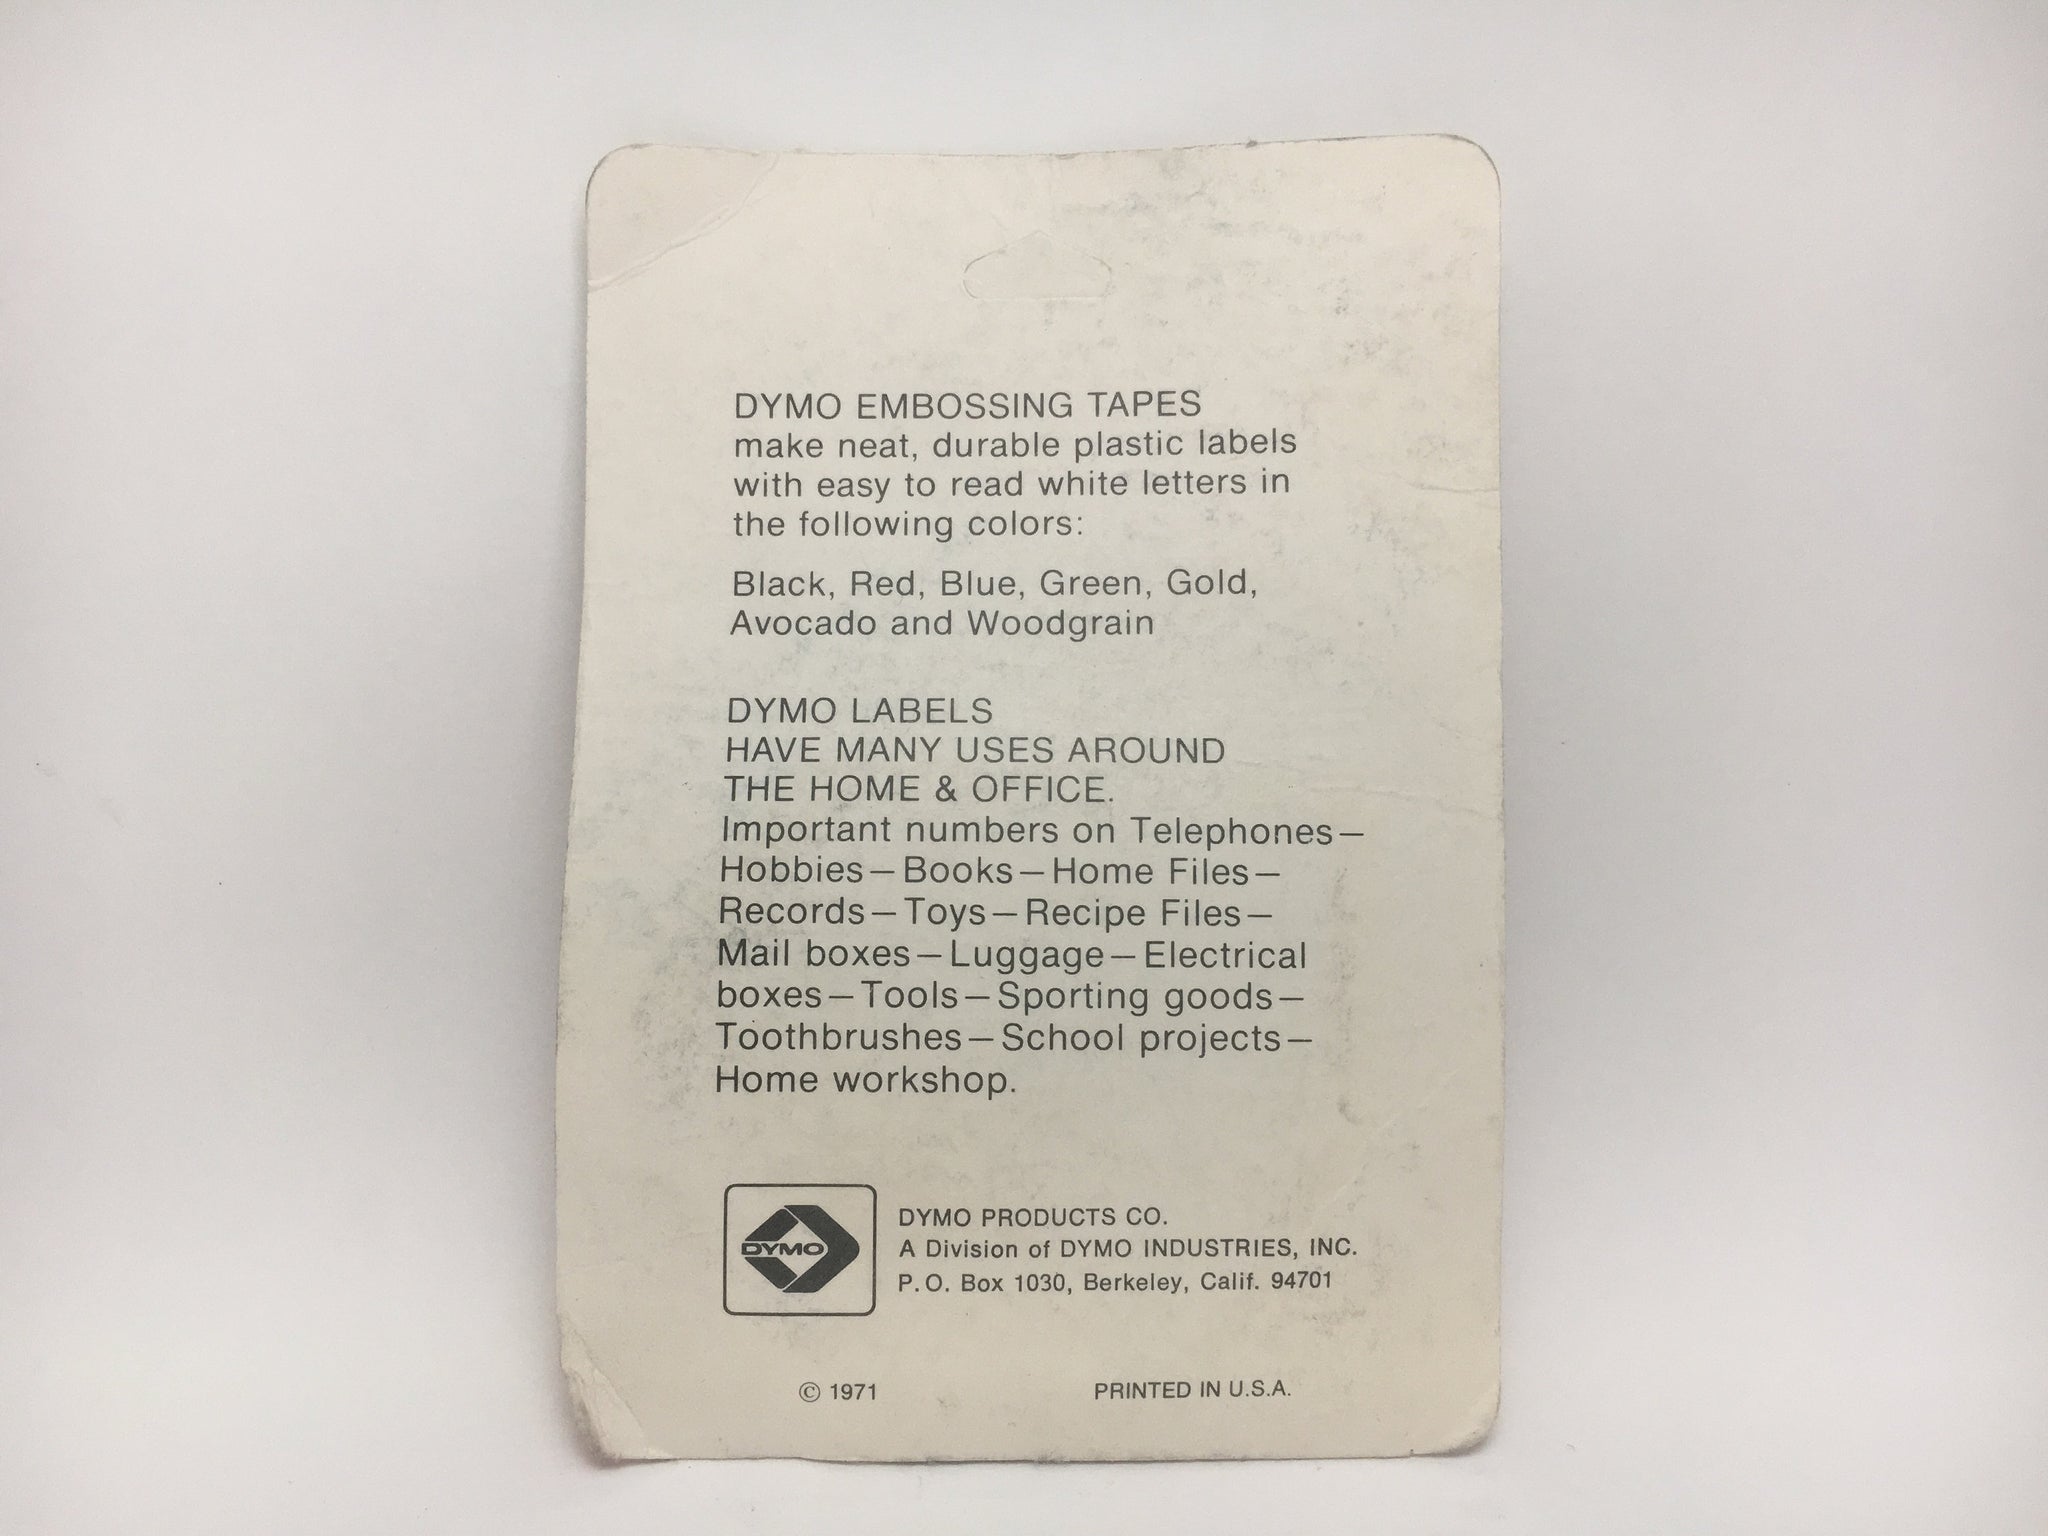 DYMO EMBOSSING TAPES
make neat, durable plastic labels
with easy to read white letters in
the following colors:
Black, Red, Blue, Green, Gold,
Avocado and Woodgrain
DYMO LABELS
HAVE MANY USES AROUND
THE HOME & OFFICE.
Important numbers on Telephones—
Hobbies—Books—Home Files—
Records—Toys—Recipe Files—
Mail boxes—Luggage—Electrical
boxes—Tools—Sporting goods—
Toothbrushes—School projects—
Home workshop.
DYMO
DYMO PRODUCTS CO.
A Division of DYMO INDUSTRIES, INC.
P.O. Box 1030, Berkeley, Calif. 94701
© 1971 PRINTED IN U.S.A.